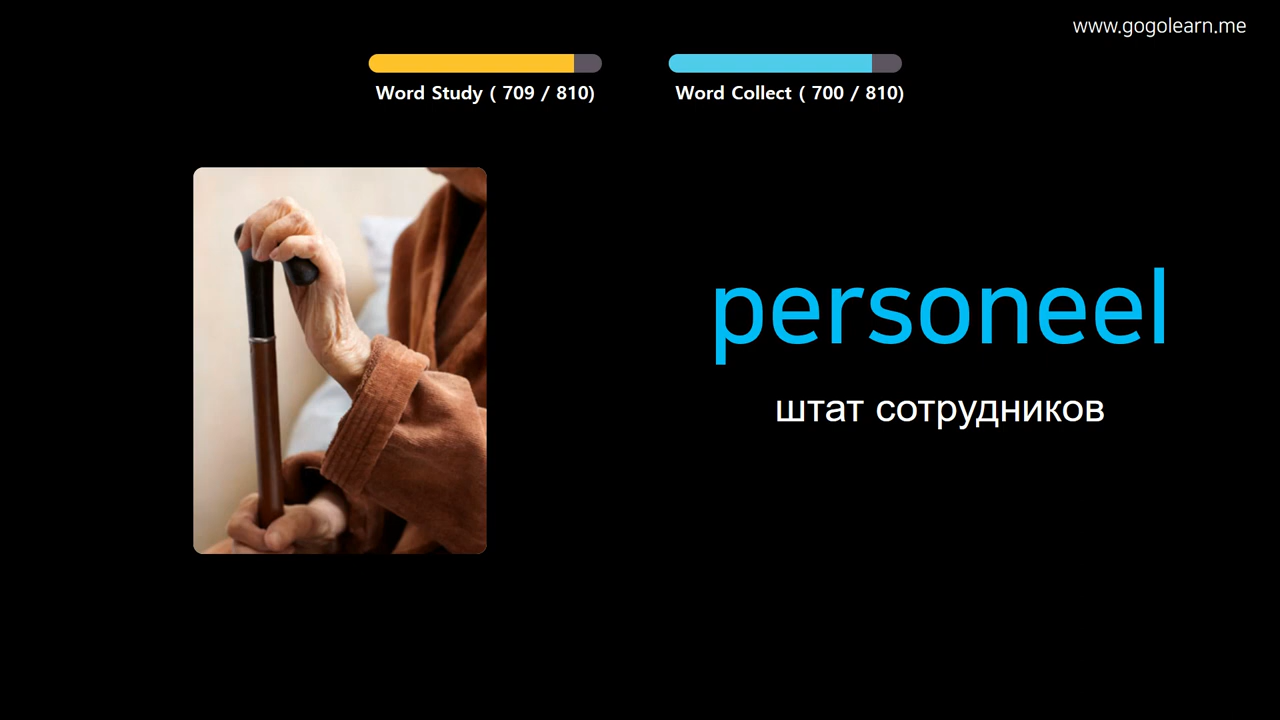 www.gogolearn.me
Word Study ( 709 / 810)
Word Collect ( 700 / 810)
personeel
штат сотрудников